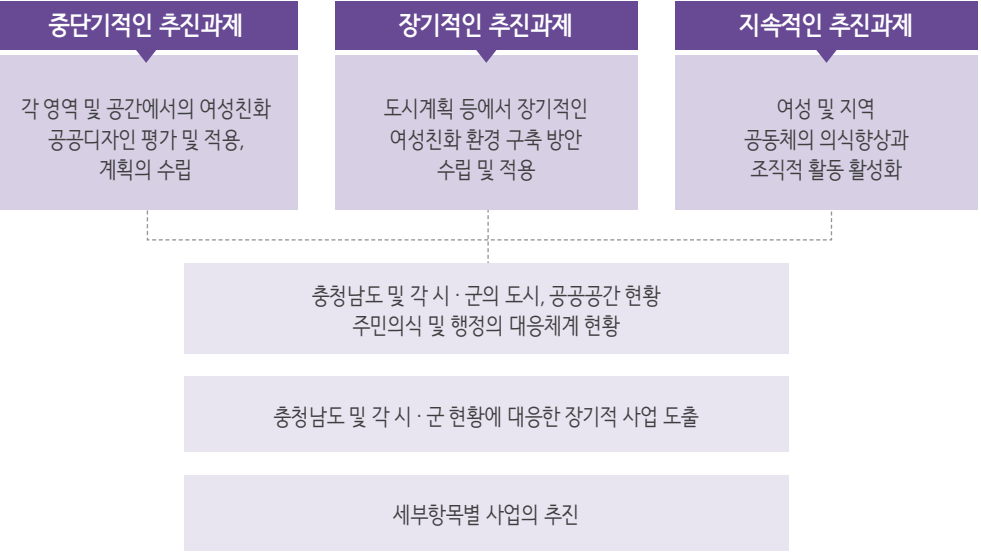 중단기적인 추진과제
장기적인 추진과제
지속적인 추진과제
각 영역 및 공간에서의 여성친화
공공디자인 평가 및 적용,
계획의 수립
도시계획 등에서 장기적인
여성친화 환경 구축 방안
수립 및 적용
여성 및 지역
공동체의 의식향상과
조직적 활동 활성화
충청남도 및 각 시 · 군의 도시, 공공공간 현황
주민의식 및 행정의 대응체계 현황
충청남도 및 각 시 · 군 현황에 대응한 장기적 사업 도출
세부항목별 사업의 추진